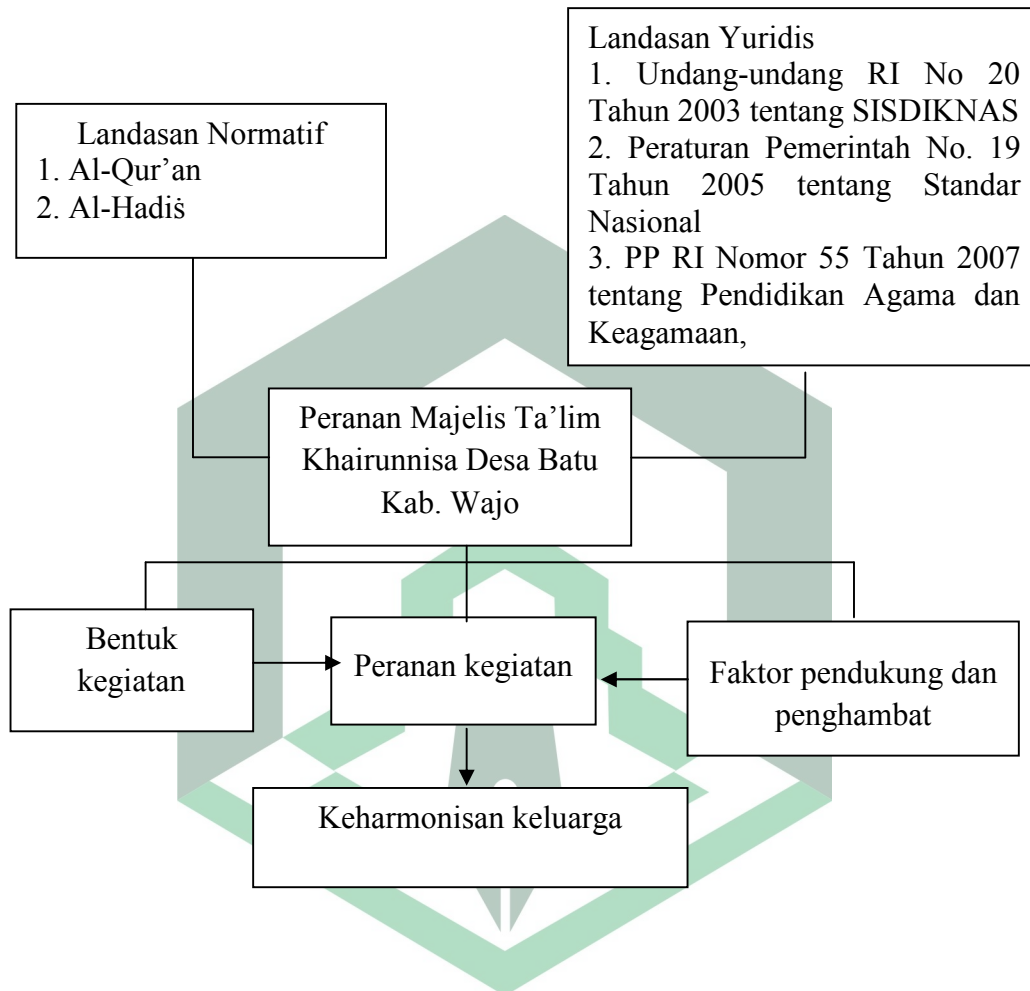 Landasan Normatif
1. Al-Qur’an
2. Al-Hadiṡ
Landasan Yuridis
1. Undang-undang RI No 20
Tahun 2003 tentang SISDIKNAS
2. Peraturan Pemerintah No. 19
Tahun 2005 tentang Standar
Nasional
3. PP RI Nomor 55 Tahun 2007
tentang Pendidikan Agama dan
Keagamaan,
Peranan Majelis Ta’lim
Khairunnisa Desa Batu
Kab. Wajo
Bentuk
kegiatan
Peranan kegiatan
Faktor pendukung dan
penghambat
Keharmonisan keluarga